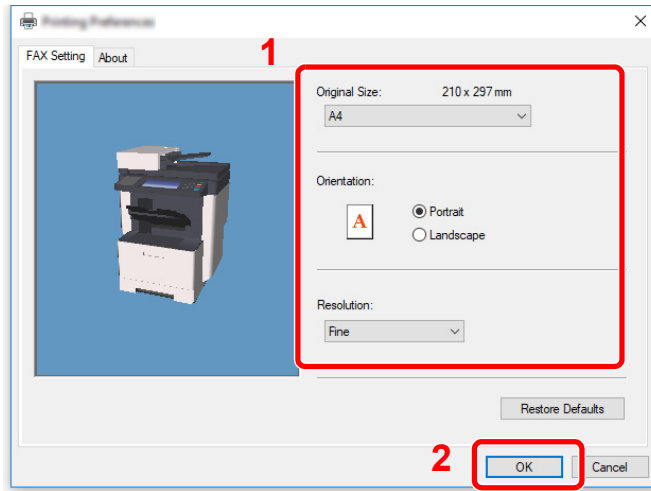 Printing Preferences
FAX Setting About
1
Original Size: 210 x 297 mm
A4
Orientation:
A
Portrait
Landscape
Resolution:
Fine
Restore Defaults
2
OK Cancel